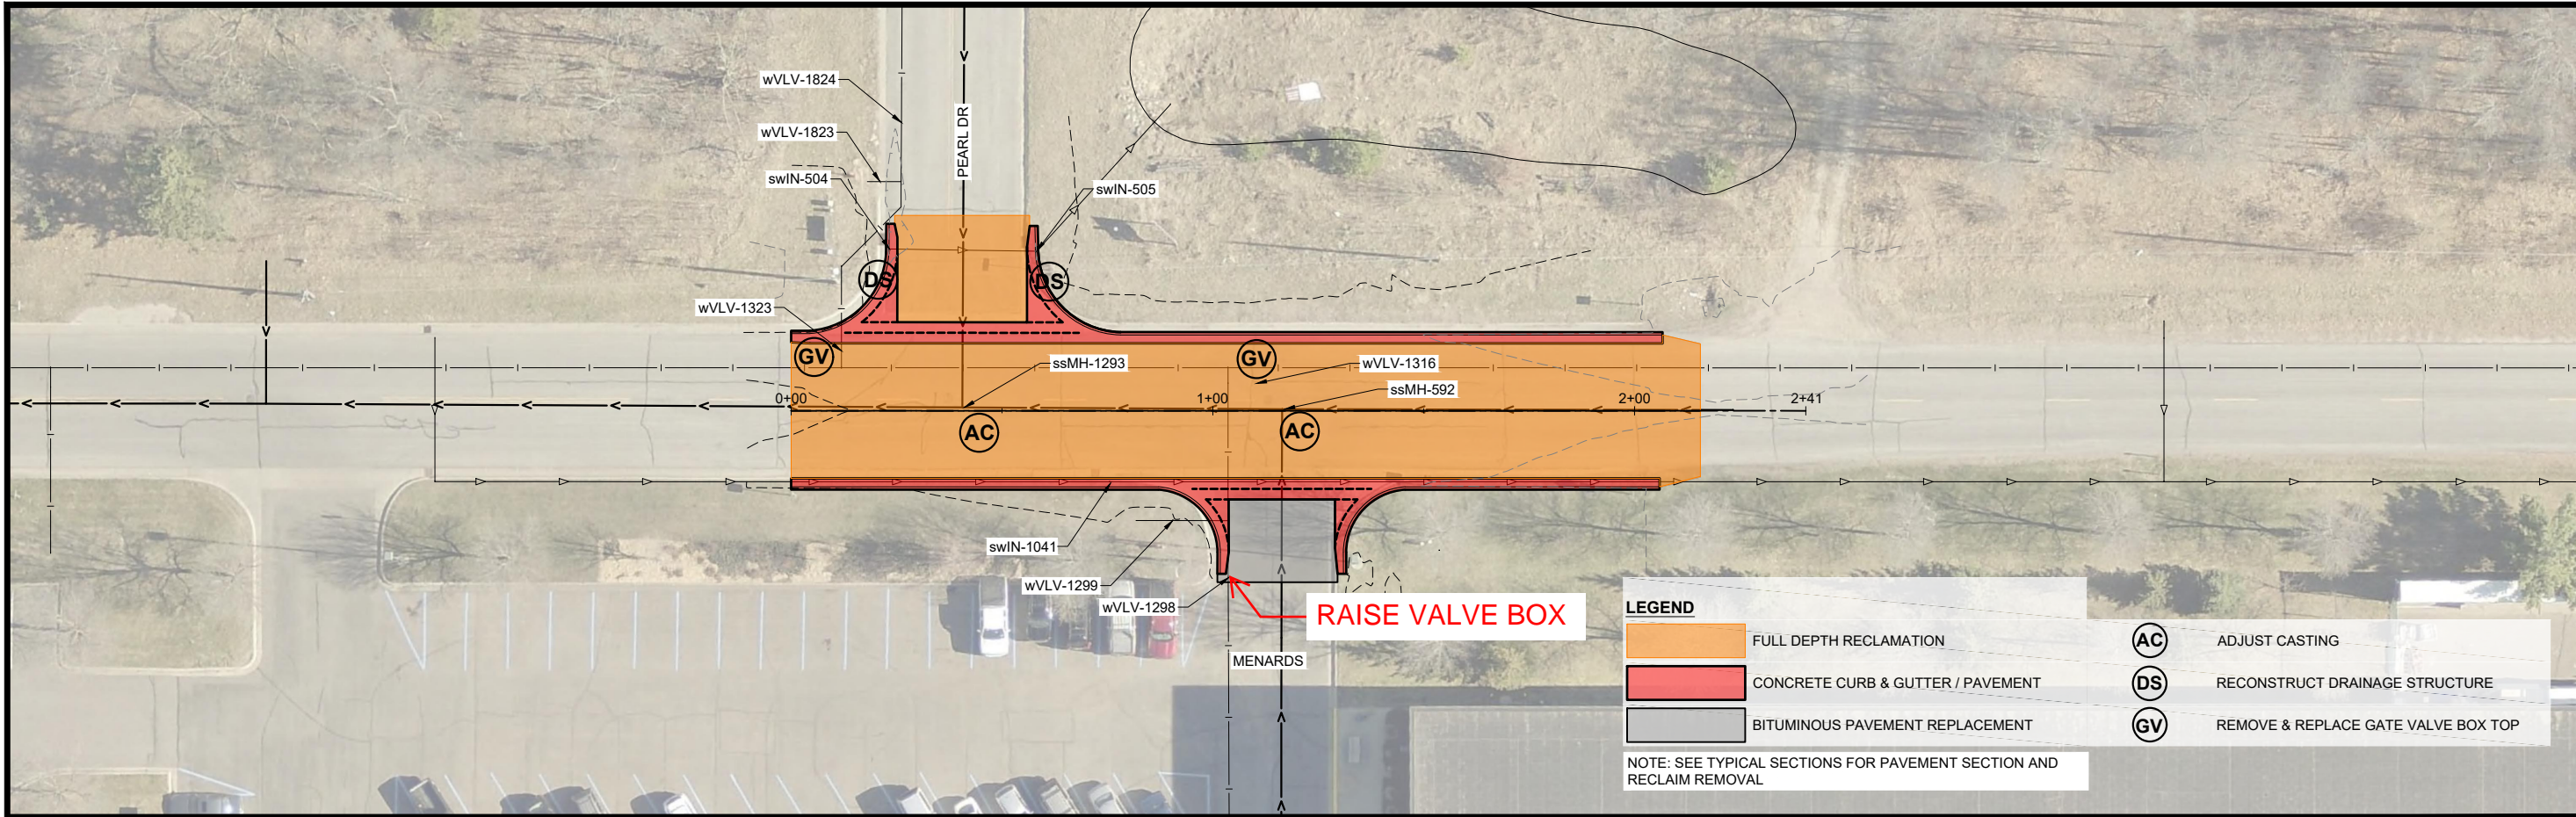 wVLV-1824
wVLV-1823
PEARL DR
swIN-504
swIN-505
DS
DS
wVLV-1323
GV
GV
ssMH-1293
wVLV-1316
ssMH-592
0+00
1+00
2+00
2+41
AC
AC
swIN-1041
wVLV-1299
wVLV-1298
RAISE VALVE BOX
MENARDS
LEGEND
FULL DEPTH RECLAMATION
CONCRETE CURB & GUTTER / PAVEMENT
BITUMINOUS PAVEMENT REPLACEMENT
AC ADJUST CASTING
DS RECONSTRUCT DRAINAGE STRUCTURE
GV REMOVE & REPLACE GATE VALVE BOX TOP
NOTE: SEE TYPICAL SECTIONS FOR PAVEMENT SECTION AND
RECLAIM REMOVAL